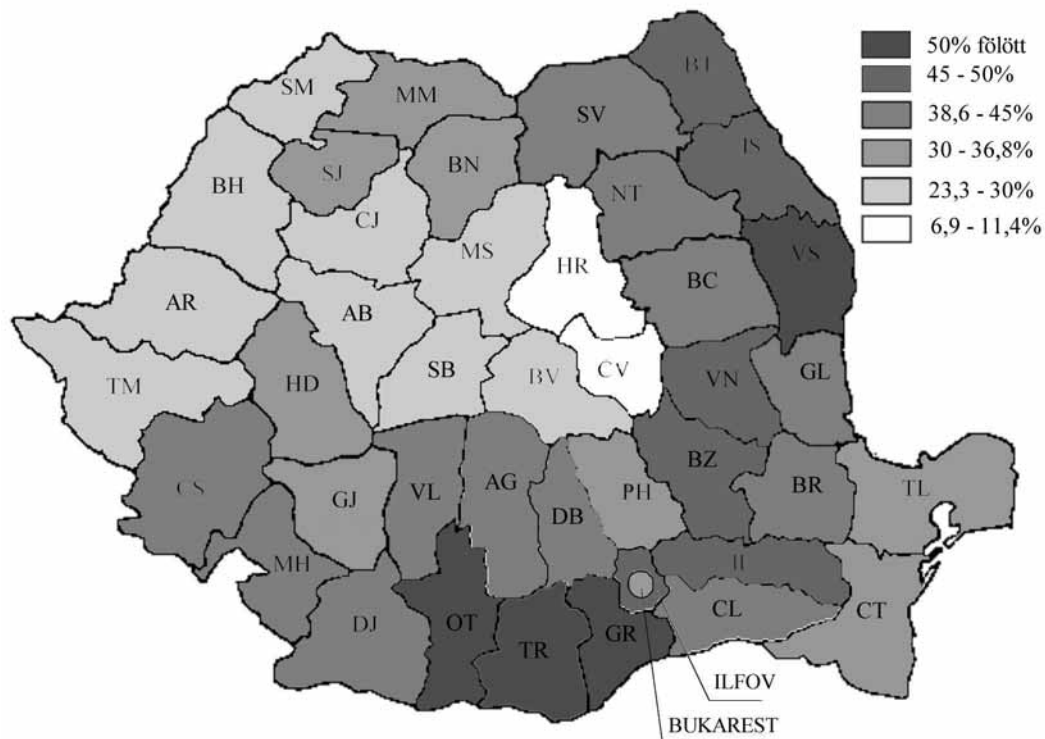 50% fölött
45 - 50%
38,6 - 45%
30 - 36,8%
23,3 - 30%
6,9 - 11,4%
SM
MM
BT
SV
IS
BH
SJ
BN
NT
CJ
MS
HR
VS
BC
AR
AB
TM
HD
SB
BV
CV
VN
GL
CS
GJ
VL
AG
DB
PH
BZ
BR
TL
MH
DJ
OT
TR
GR
CL
CT
ILFOV
BUKAREST